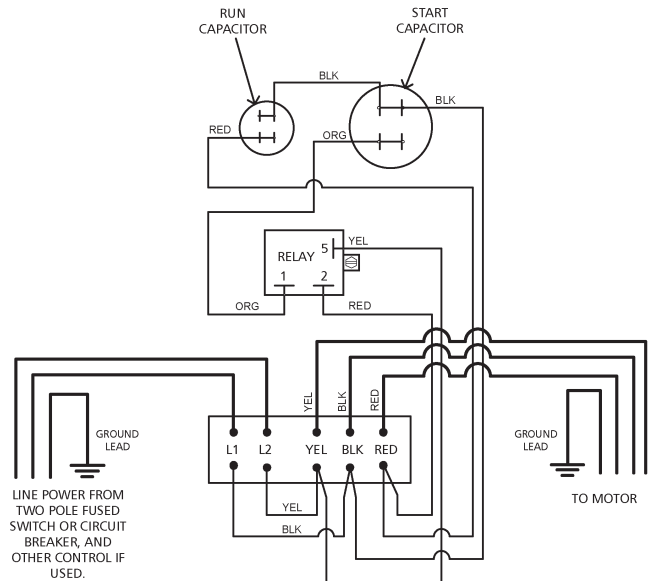 RUN
CAPACITOR
START
CAPACITOR
BLK
BLK
RED
ORG
RELAY
5
YEL
1
2
ORG
RED
YEL
BLK
RED
GROUND
LEAD
L1
L2
YEL
BLK
RED
GROUND
LEAD
YEL
BLK
LINE POWER FROM
TWO POLE FUSED
SWITCH OR CIRCUIT
BREAKER, AND
OTHER CONTROL IF
USED.
TO MOTOR